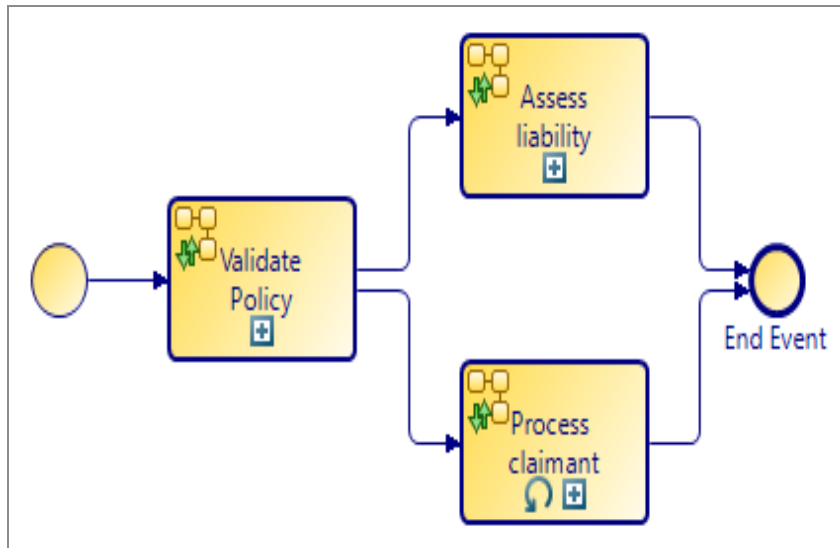 Assess
liability
Validate
Policy
End Event
Process
claimant